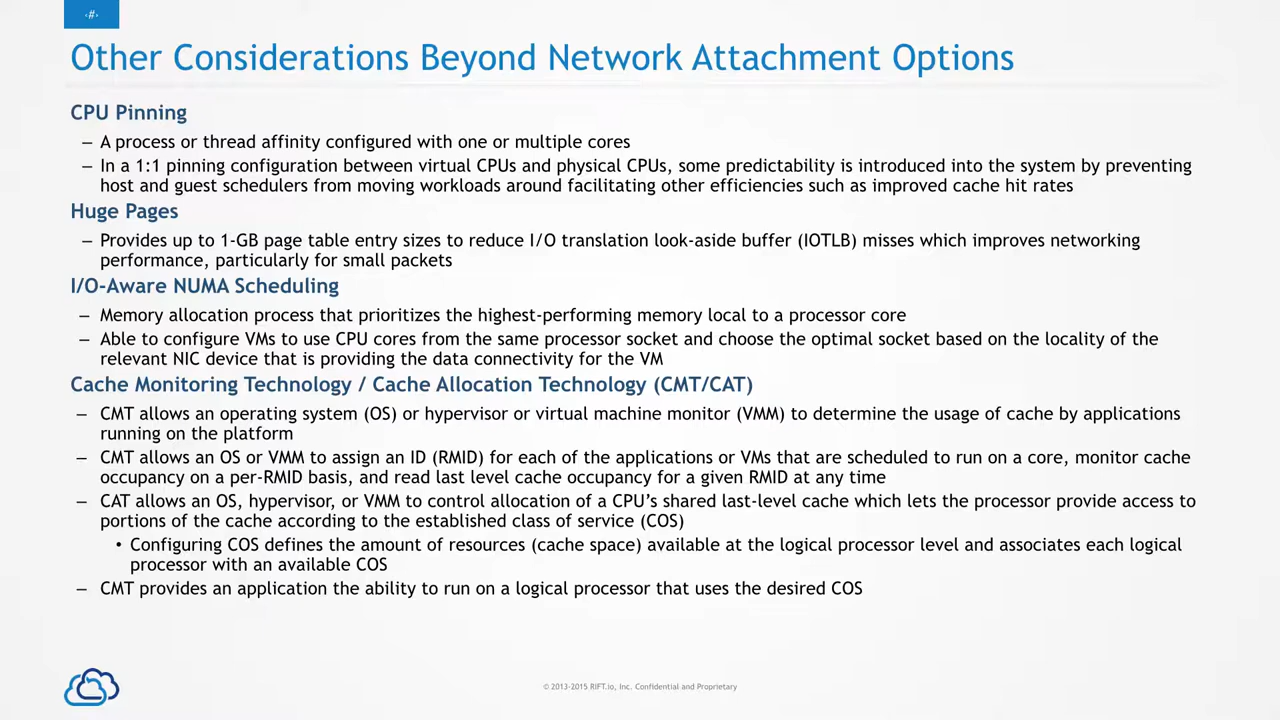 ‹#›
Other Considerations Beyond Network Attachment Options
CPU Pinning
– A process or thread affinity configured with one or multiple cores
– In a 1:1 pinning configuration between virtual CPUs and physical CPUs, some predictability is introduced into the system by preventing
host and guest schedulers from moving workloads around facilitating other efficiencies such as improved cache hit rates
Huge Pages
– Provides up to 1-GB page table entry sizes to reduce I/O translation look-aside buffer (IOTLB) misses which improves networking
performance, particularly for small packets
I/O-Aware NUMA Scheduling
– Memory allocation process that prioritizes the highest-performing memory local to a processor core
– Able to configure VMs to use CPU cores from the same processor socket and choose the optimal socket based on the locality of the
relevant NIC device that is providing the data connectivity for the VM
Cache Monitoring Technology / Cache Allocation Technology (CMT/CAT)
– CMT allows an operating system (OS) or hypervisor or virtual machine monitor (VMM) to determine the usage of cache by applications
running on the platform
– CMT allows an OS or VMM to assign an ID (RMID) for each of the applications or VMs that are scheduled to run on a core, monitor cache
occupancy on a per-RMID basis, and read last level cache occupancy for a given RMID at any time
– CAT allows an OS, hypervisor, or VMM to control allocation of a CPU's shared last-level cache which lets the processor provide access to
portions of the cache according to the established class of service (COS)
• Configuring COS defines the amount of resources (cache space) available at the logical processor level and associates each logical
processor with an available COS
– CMT provides an application the ability to run on a logical processor that uses the desired COS
© 2013-2015 RIFT.io, Inc. Confidential and Proprietary